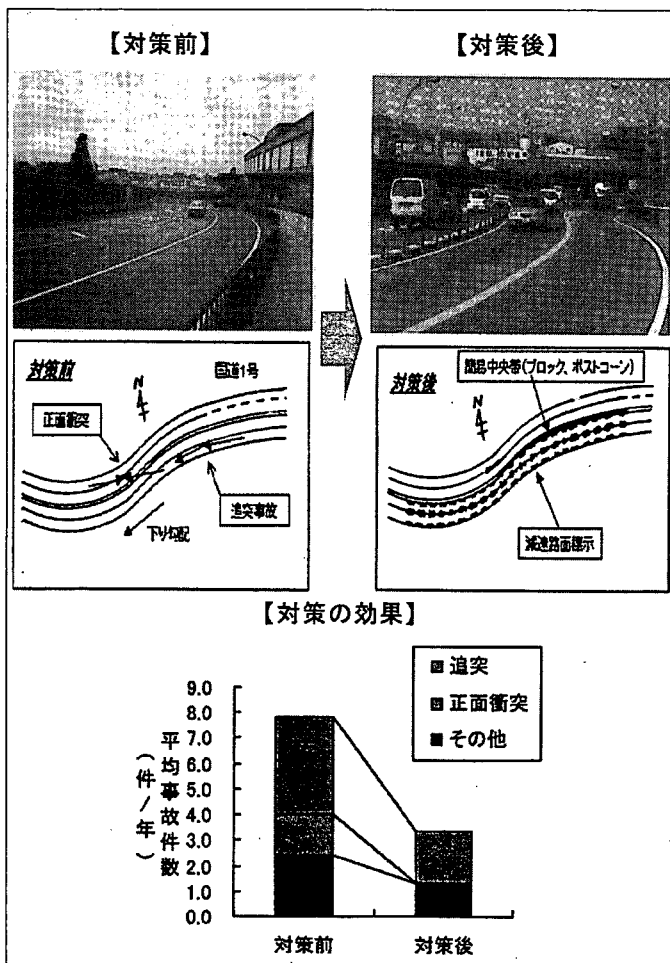 【対策前】
【対策後】
対策前
国道1号
N
正面衝突
追突事故
下り勾配
対策後
簡易中央帯(ブロック、ポストコーン)
N
減速路面標示
【対策の効果】
追突
正面衝突
その他
平均事故件数
(件/年)
9.0
8.0
7.0
6.0
5.0
4.0
3.0
2.0
1.0
0.0
対策前
対策後